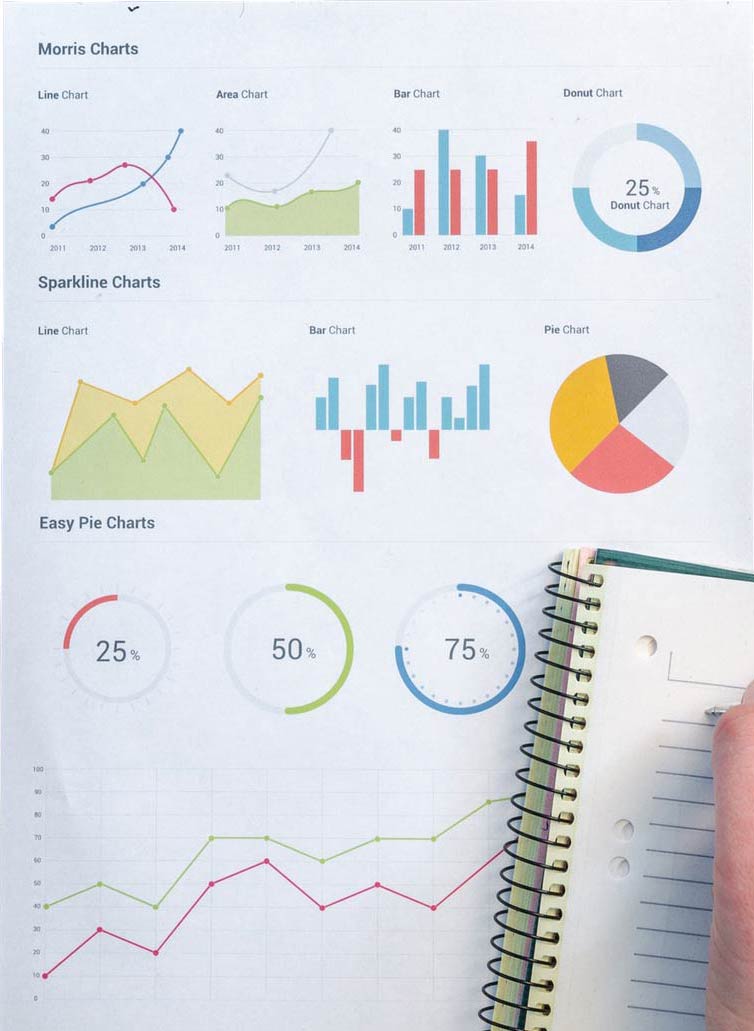 Morris Charts
Line Chart
Area Chart
Bar Chart
Donut Chart
40
30
20
10
0
2011 2012 2013 2014
40
30
20
10
0
2011 2012 2013 2014
40
30
20
10
0
2011 2012 2013 2014
25 %
Donut Chart
Sparkline Charts
Line Chart
Bar Chart
Pie Chart
Easy Pie Charts
25 %
50 %
75 %
100
90
80
70
60
50
40
30
20
10
0